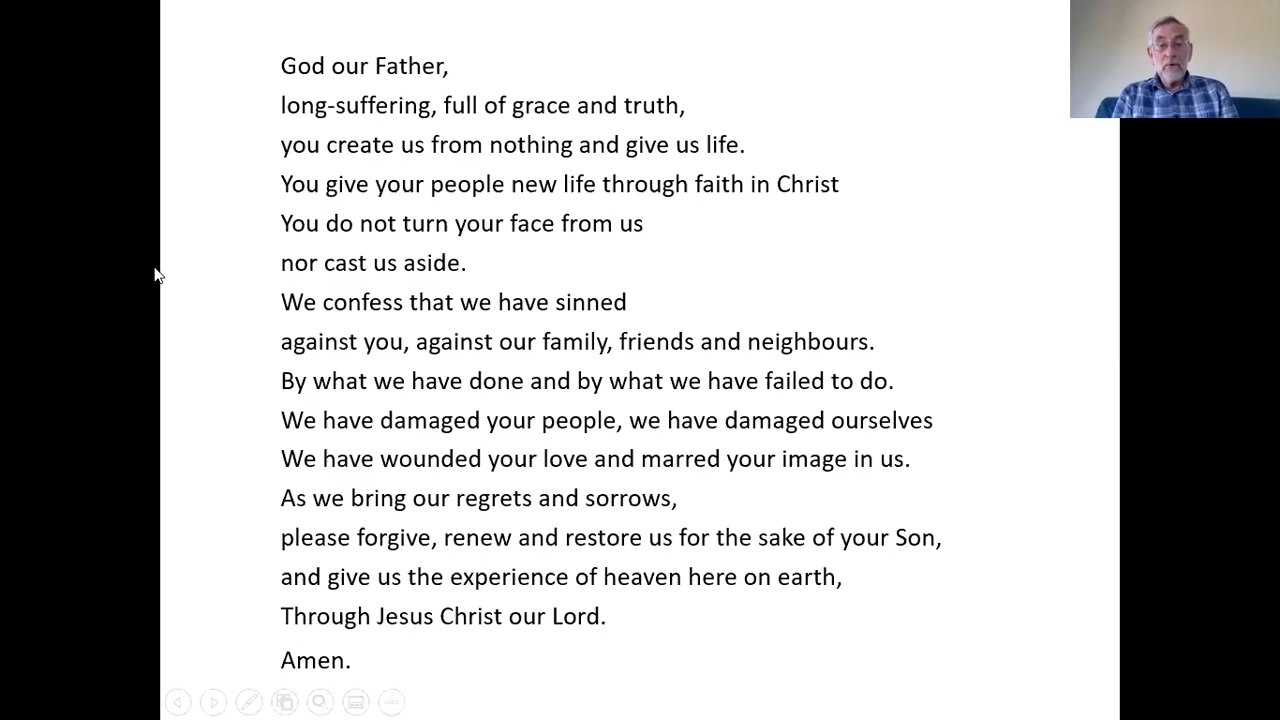 God our Father,
long-suffering, full of grace and truth,
you create us from nothing and give us life.
You give your people new life through faith in Christ
You do not turn your face from us
nor cast us aside.
We confess that we have sinned
against you, against our family, friends and neighbours.
By what we have done and by what we have failed to do.
We have damaged your people, we have damaged ourselves
We have wounded your love and marred your image in us.
As we bring our regrets and sorrows,
please forgive, renew and restore us for the sake of your Son,
and give us the experience of heaven here on earth,
Through Jesus Christ our Lord.
Amen.